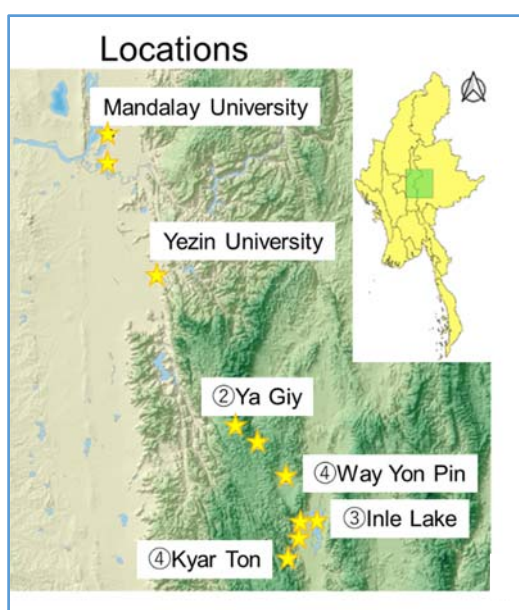 Locations
Mandalay University
Yezin University
②Ya Giy
④Way Yon Pin
③Inle Lake
④Kyar Ton